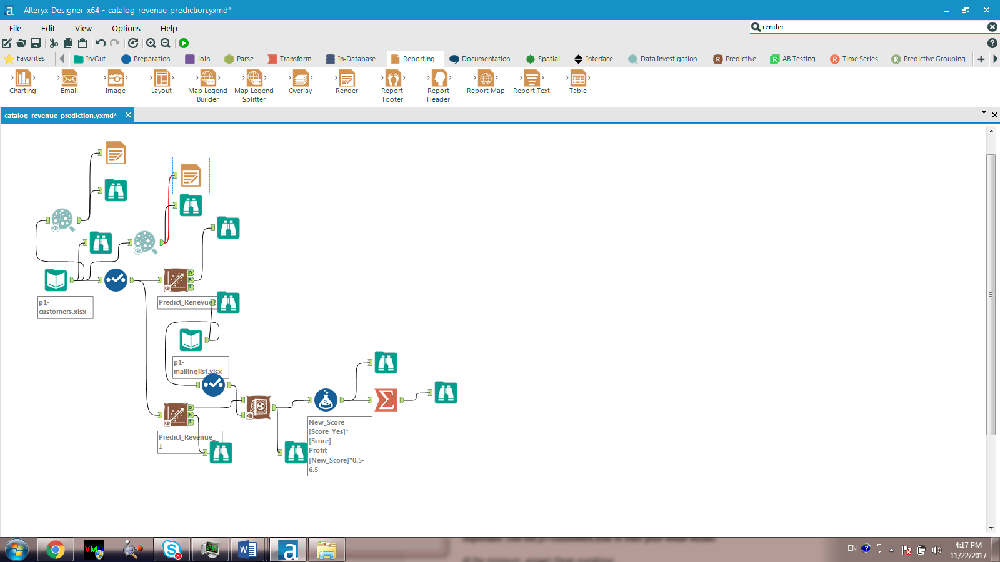 Alteryx Designer x64 - catalog_revenue_prediction.yxmd*
File Edit View Options Help
render
Favorites In/Out Preparation Join Parse Transform In-Database Reporting Documentation Spatial Interface Data Investigation Predictive AB Testing Time Series Predictive Grouping
Charting Email Image Layout Map Legend Builder Map Legend Splitter Overlay Render Report Footer Report Header Report Map Report Text Table
catalog_revenue_prediction.yxmd*
p1-
customers.xlsx
Predict_Renevue
p1-
mailinglist.xlsx
Predict_Revenue_
1
New_Score =
[Score_Yes]*
[Score]
Profit =
[New_Score]*0.5-
6.5
VMD
EN
4:17 PM
11/22/2017